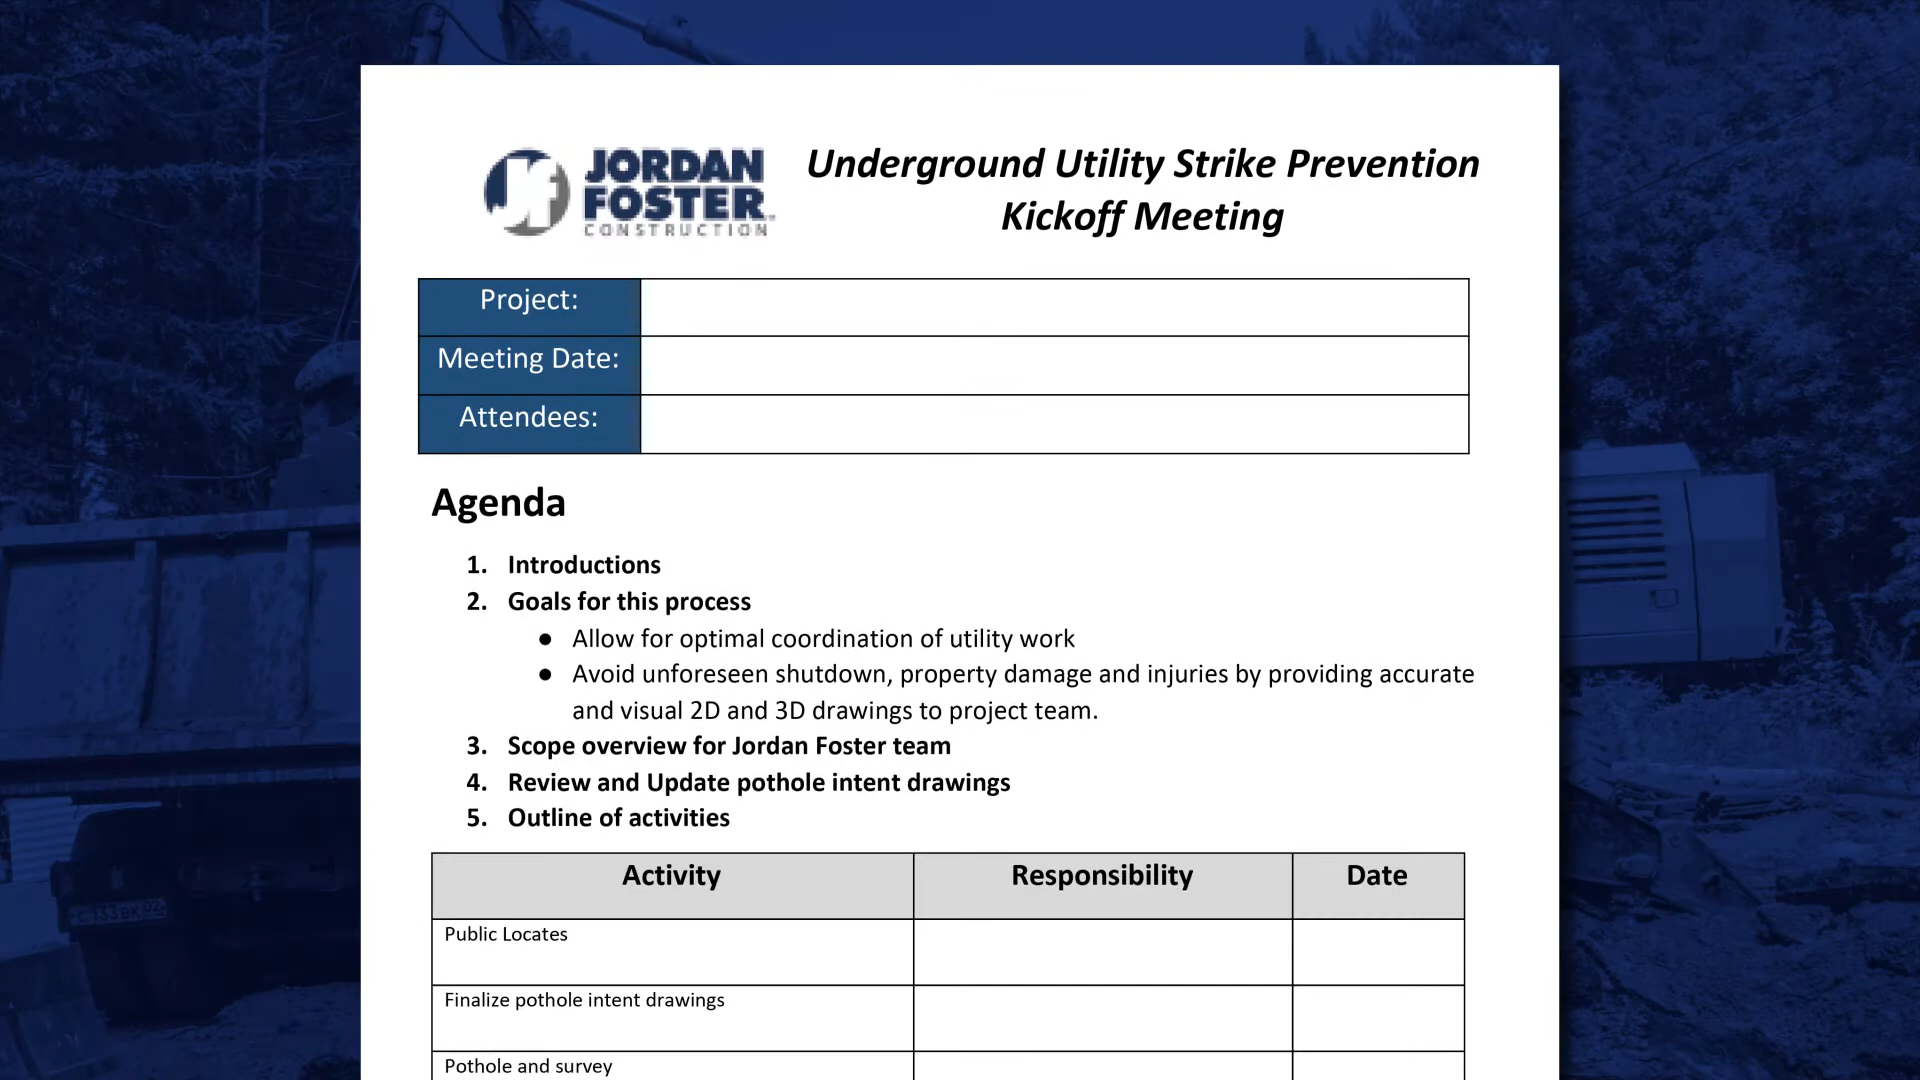 JORDAN
FOSTER
CONSTRUCTION
Underground Utility Strike Prevention
Kickoff Meeting
Project:
Meeting Date:
Attendees:
Agenda
1. Introductions
2. Goals for this process
● Allow for optimal coordination of utility work
● Avoid unforeseen shutdown, property damage and injuries by providing accurate
and visual 2D and 3D drawings to project team.
3. Scope overview for Jordan Foster team
4. Review and Update pothole intent drawings
5. Outline of activities
Activity Responsibility Date
Public Locates
Finalize pothole intent drawings
Pothole and survey